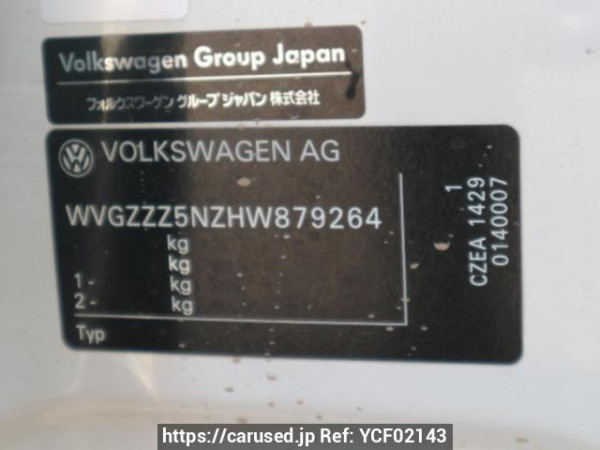 Volkswagen Group Japan
フォルクスワーゲン グループ ジャパン 株式会社
VOLKSWAGEN AG
WVGZZZ5NZHW879264
kg
kg
1 - kg
2 - kg
Typ
1
CZEA 1429
0140007
https://carused.jp Ref: YCF02143